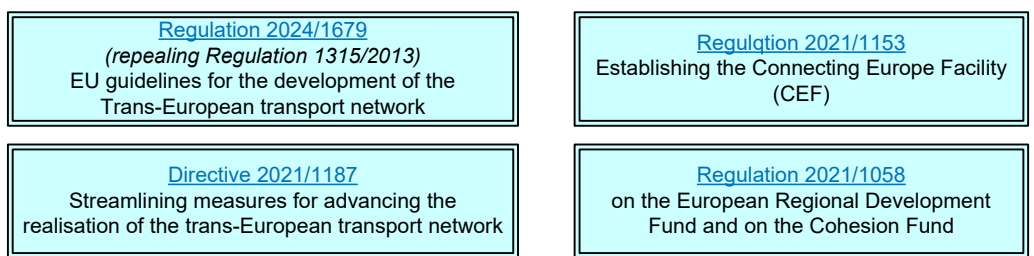 Regulation 2024/1679
(repealing Regulation 1315/2013)
EU guidelines for the development of the
Trans-European transport network
Regulqtion 2021/1153
Establishing the Connecting Europe Facility
(CEF)
Directive 2021/1187
Streamlining measures for advancing the
realisation of the trans-European transport network
Regulation 2021/1058
on the European Regional Development
Fund and on the Cohesion Fund